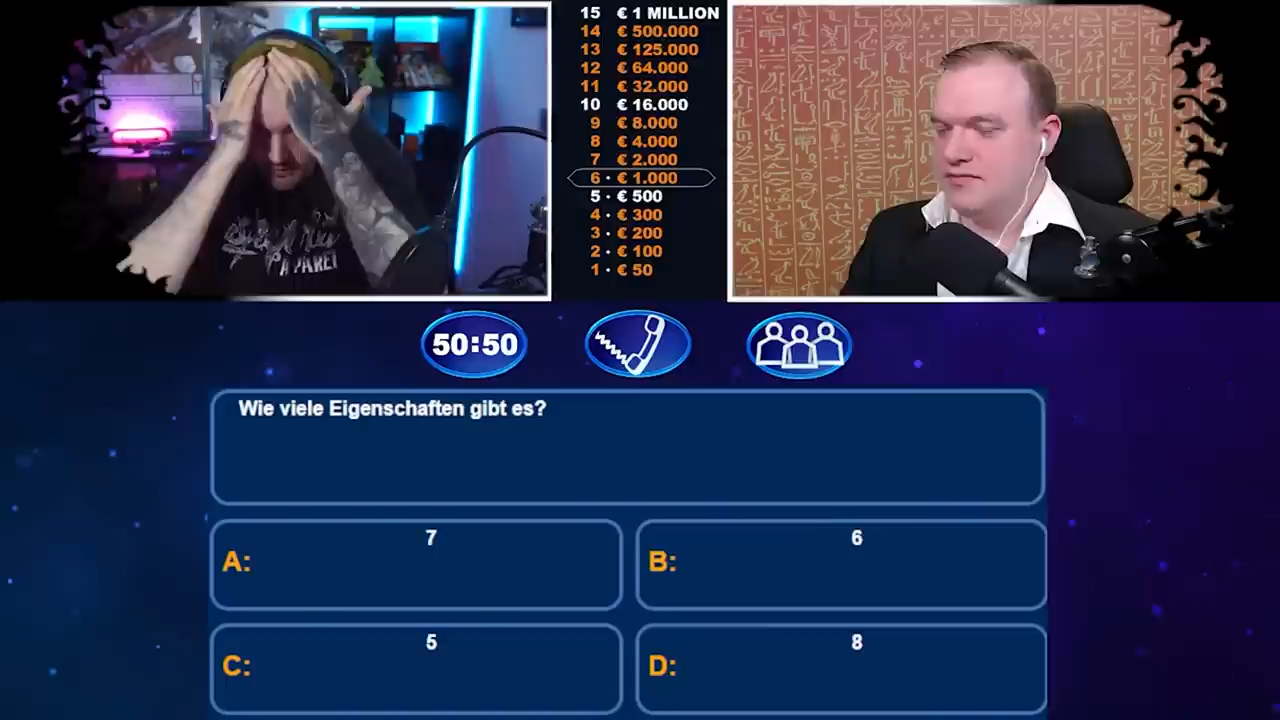 15 € 1 MILLION
14 € 500.000
13 € 125.000
12 € 64.000
11 € 32.000
10 € 16.000
9 € 8.000
8 € 4.000
7 € 2.000
6 · € 1.000
5 · € 500
4 · € 300
3 · € 200
2 · € 100
1 · € 50
50:50
Wie viele Eigenschaften gibt es?
A: 7
B: 6
C: 5
D: 8